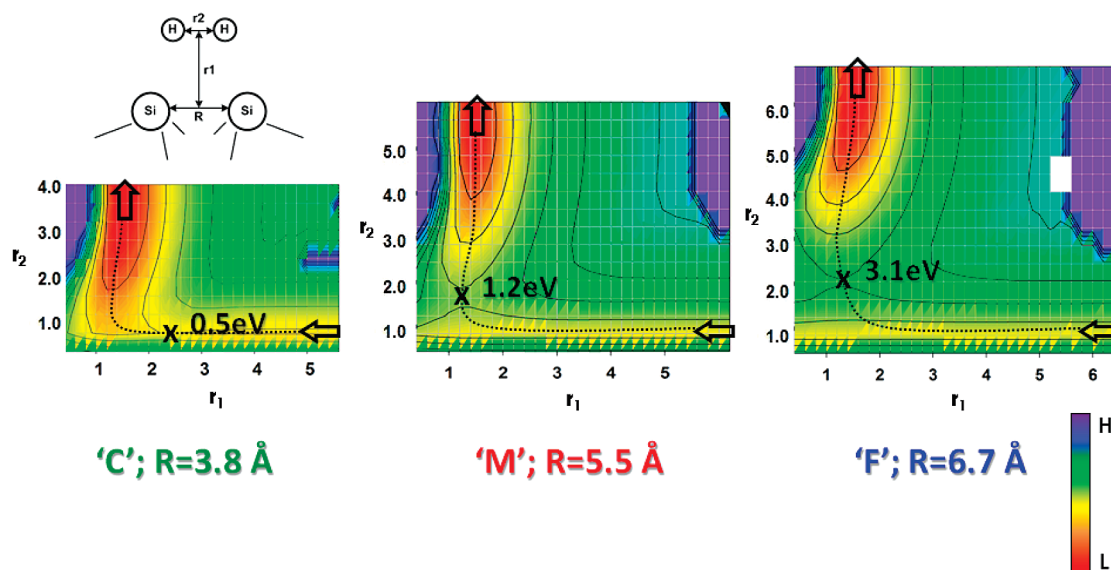 r2
H H
r1
Si Si
R
4.0
3.0
r2
2.0
1.0
X 0.5eV
1 2 3 4 5
r1
'C'; R=3.8 Å
5.0
4.0
3.0
r2
2.0
1.0
X 1.2eV
1 2 3 4 5
r1
'M'; R=5.5 Å
6.0
5.0
4.0
r2
3.0
2.0
1.0
X 3.1eV
1 2 3 4 5 6
r1
'F'; R=6.7 Å
H
L